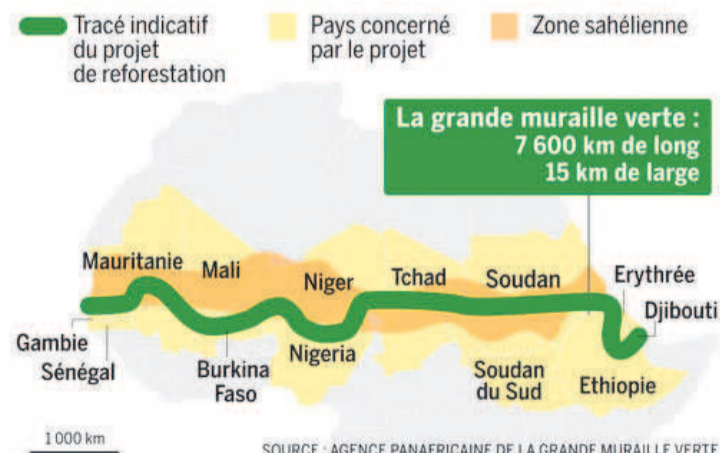 Tracé indicatif
du projet
de reforestation
Pays concerné
par le projet
Zone sahélienne
La grande muraille verte :
7 600 km de long
15 km de large
Mauritanie
Mali
Niger
Tchad
Soudan
Erythrée
Djibouti
Gambie
Sénégal
Burkina
Faso
Nigeria
Soudan
du Sud
Ethiopie
1 000 km
SOURCE : AGENCE PANAFRICAINE DE LA GRANDE MURAILLE VERTE